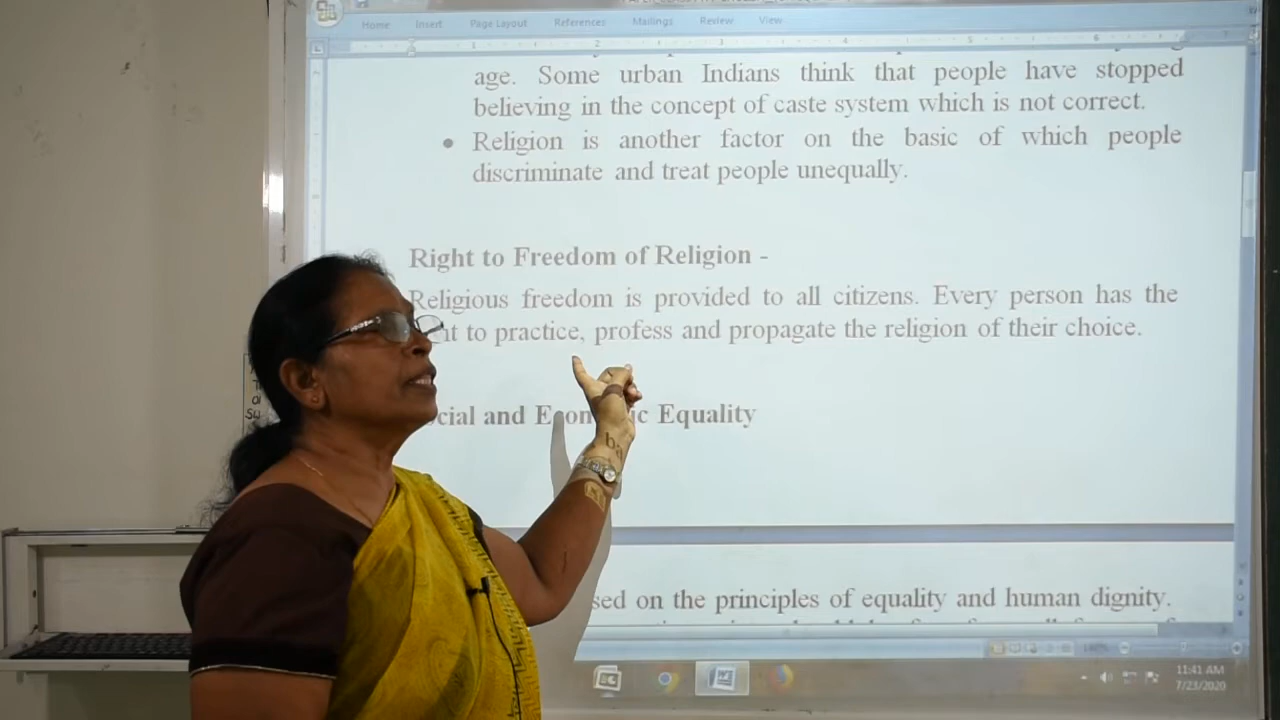 Home Insert Page Layout References Mailings Review View
age. Some urban Indians think that people have stopped
believing in the concept of caste system which is not correct.
Religion is another factor on the basic of which people
discriminate and treat people unequally.
Right to Freedom of Religion -
Religious freedom is provided to all citizens. Every person has the
to practice, profess and propagate the religion of their choice.
and Equality
on the principles of equality and human dignity.
11:41 AM
7/23/2020